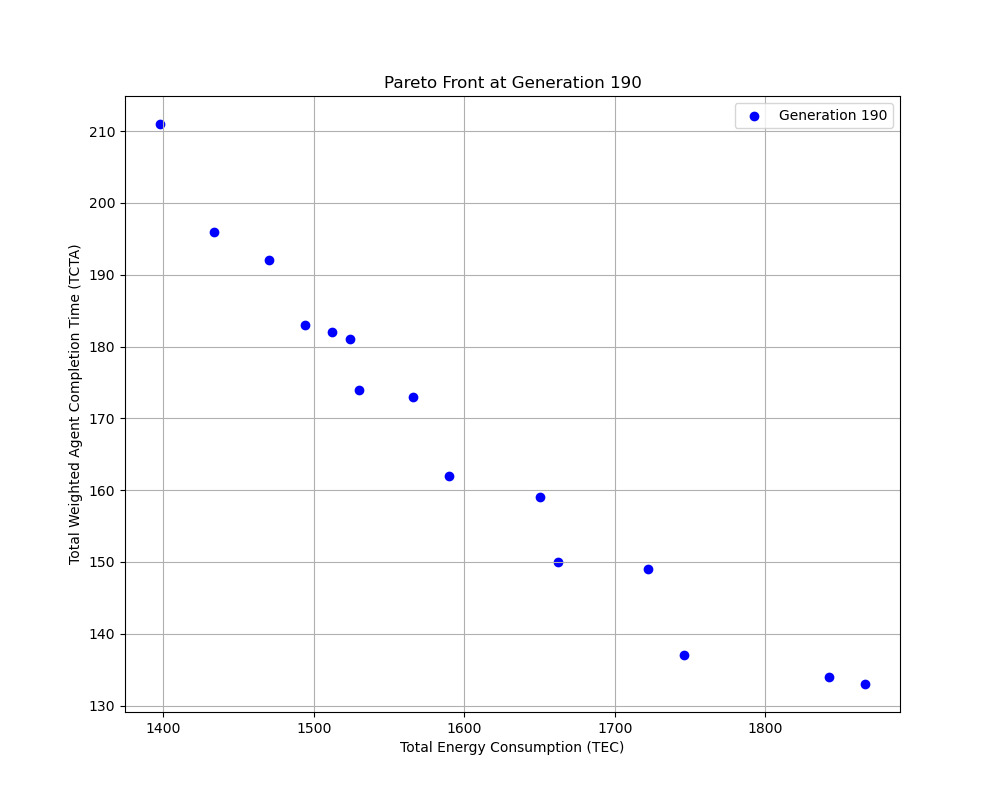 Pareto Front at Generation 190
Generation 190
Total Weighted Agent Completion Time (TCTA)
210
200
190
180
170
160
150
140
130
1400 1500 1600 1700 1800
Total Energy Consumption (TEC)